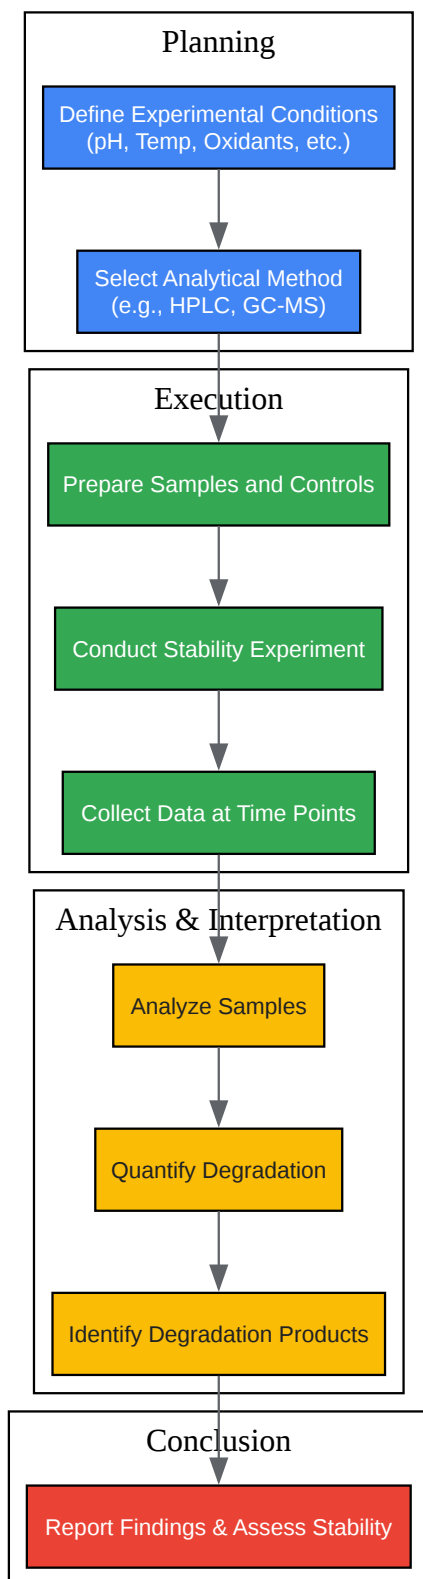 Planning
Define Experimental Conditions
(pH, Temp, Oxidants, etc.)
Select Analytical Method
(e.g., HPLC, GC-MS)
Execution
Prepare Samples and Controls
Conduct Stability Experiment
Collect Data at Time Points
Analysis & Interpretation
Analyze Samples
Quantify Degradation
Identify Degradation Products
Conclusion
Report Findings & Assess Stability